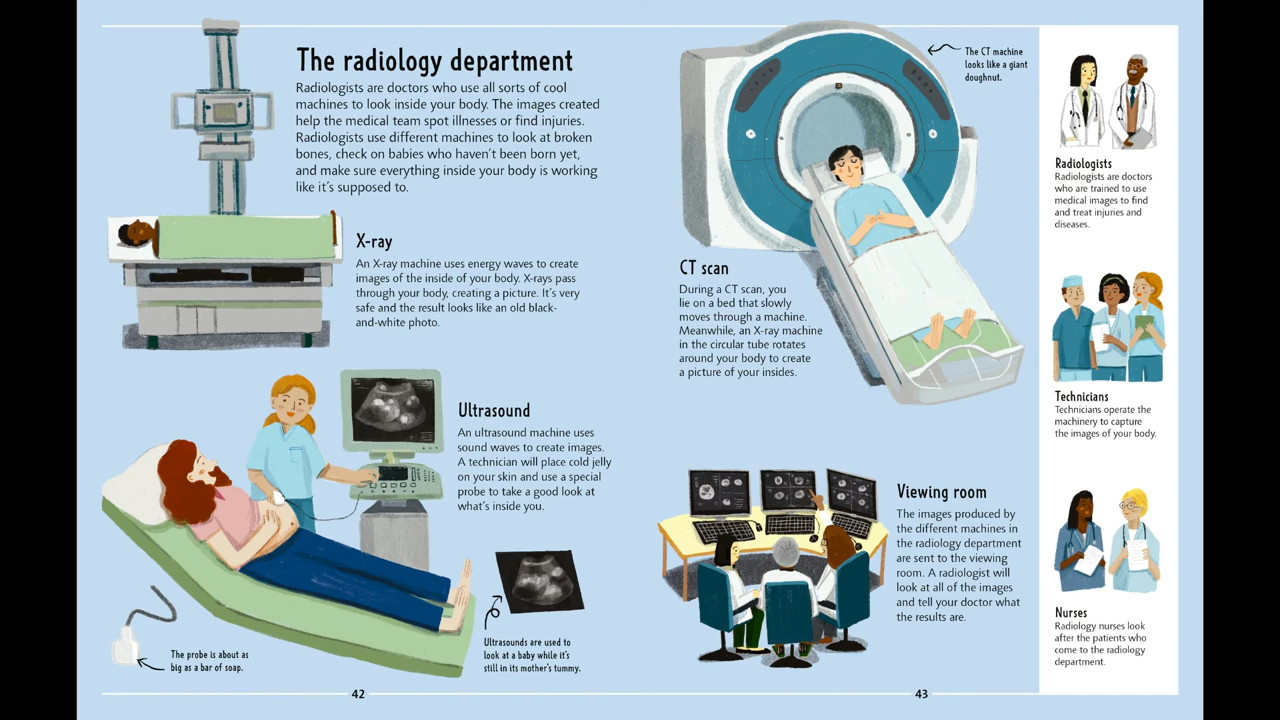 The radiology department
Radiologists are doctors who use all sorts of cool
machines to look inside your body. The images created
help the medical team spot illnesses or find injuries.
Radiologists use different machines to look at broken
bones, check on babies who haven't been born yet,
and make sure everything inside your body is working
like it's supposed to.
X-ray
An X-ray machine uses energy waves to create
images of the inside of your body. X-rays pass
through your body, creating a picture. It's very
safe and the result looks like an old black-
and-white photo.
Ultrasound
An ultrasound machine uses
sound waves to create images.
A technician will place cold jelly
on your skin and use a special
probe to take a good look at
what's inside you.
The probe is about as
big as a bar of soap.
Ultrasounds are used to
look at a baby while it's
still in its mother's tummy.
42
The CT machine
looks like a giant
doughnut.
CT scan
During a CT scan, you
lie on a bed that slowly
moves through a machine.
Meanwhile, an X-ray machine
in the circular tube rotates
around your body to create
a picture of your insides.
Viewing room
The images produced by
the different machines in
the radiology department
are sent to the viewing
room. A radiologist will
look at all of the images
and tell your doctor what
the results are.
Radiologists
Radiologists are doctors
who are trained to use
medical images to find
and treat injuries and
diseases.
Technicians
Technicians operate the
machinery to capture
the images of your body.
Nurses
Radiology nurses look
after the patients who
come to the radiology
department.
43